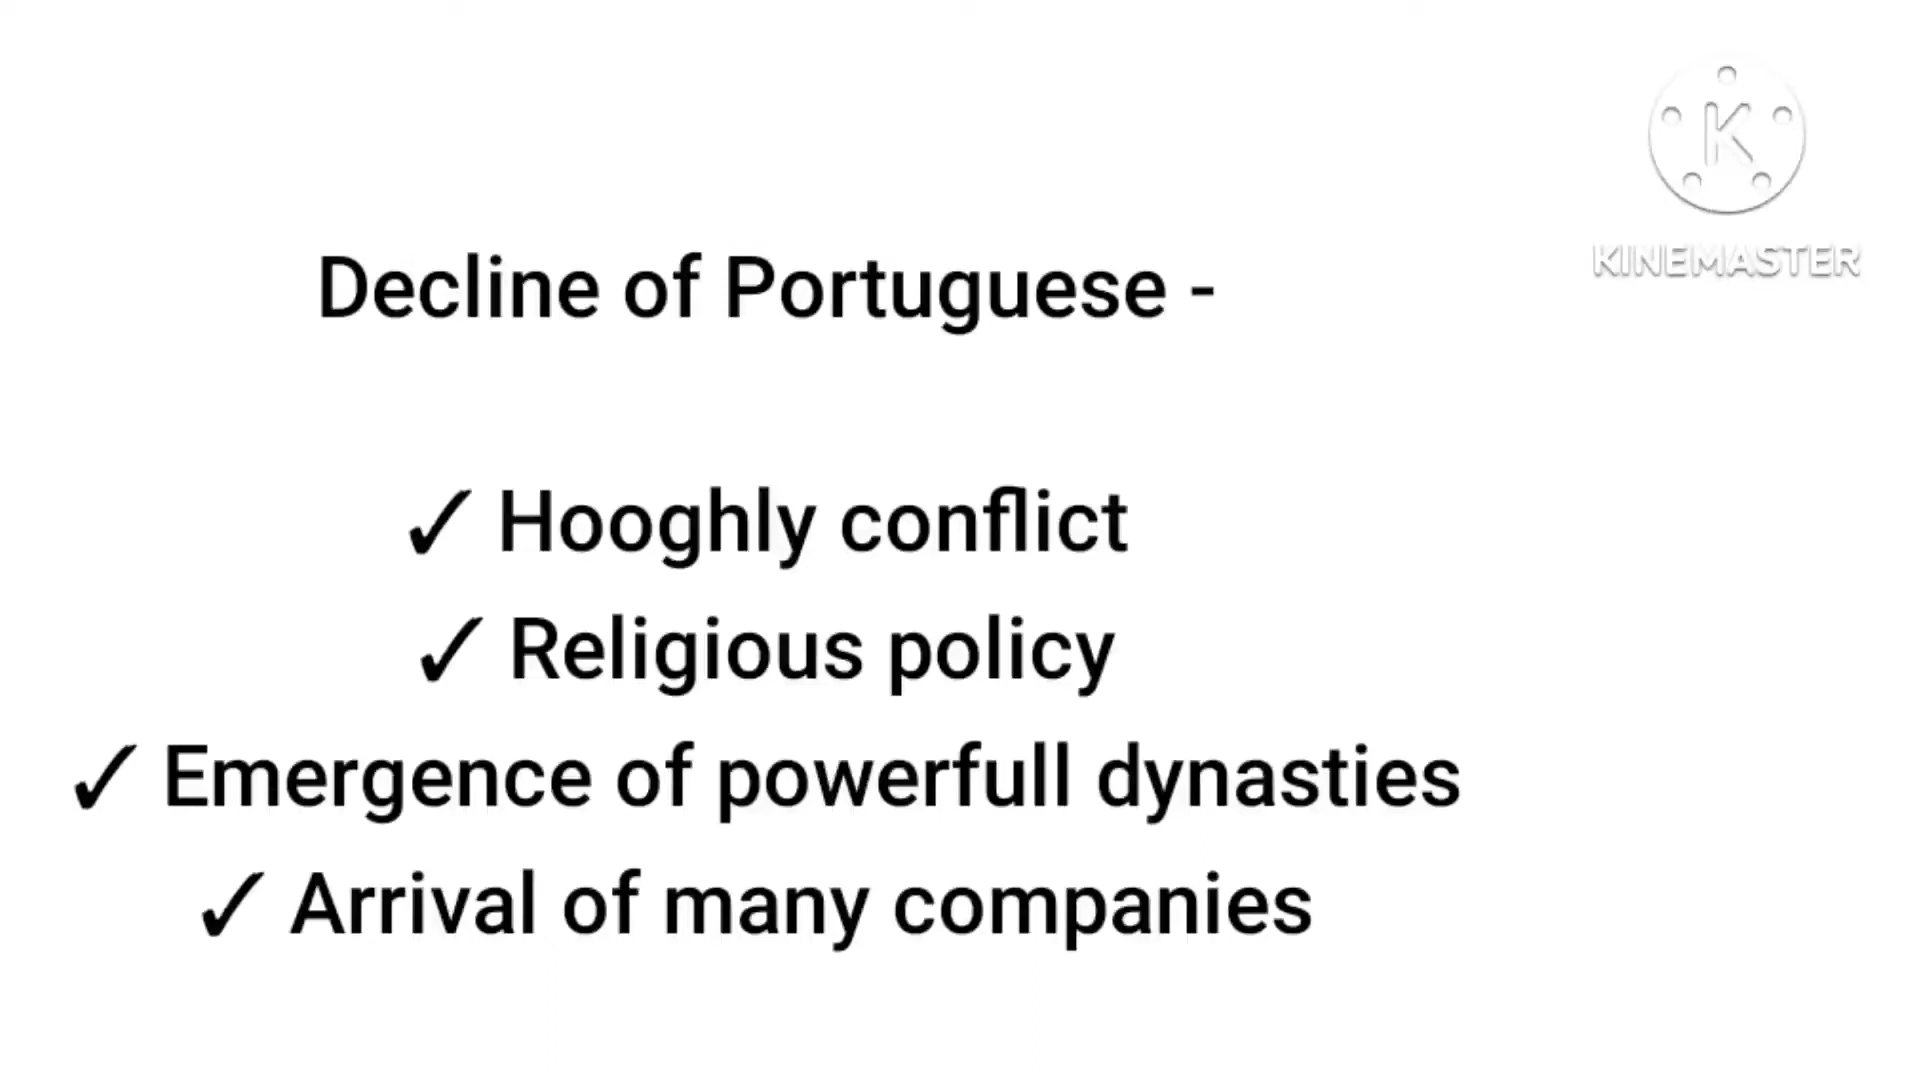 K
KINEMASTER
Decline of Portuguese -
✓ Hooghly conflict
✓ Religious policy
✓ Emergence of powerfull dynasties
✓ Arrival of many companies